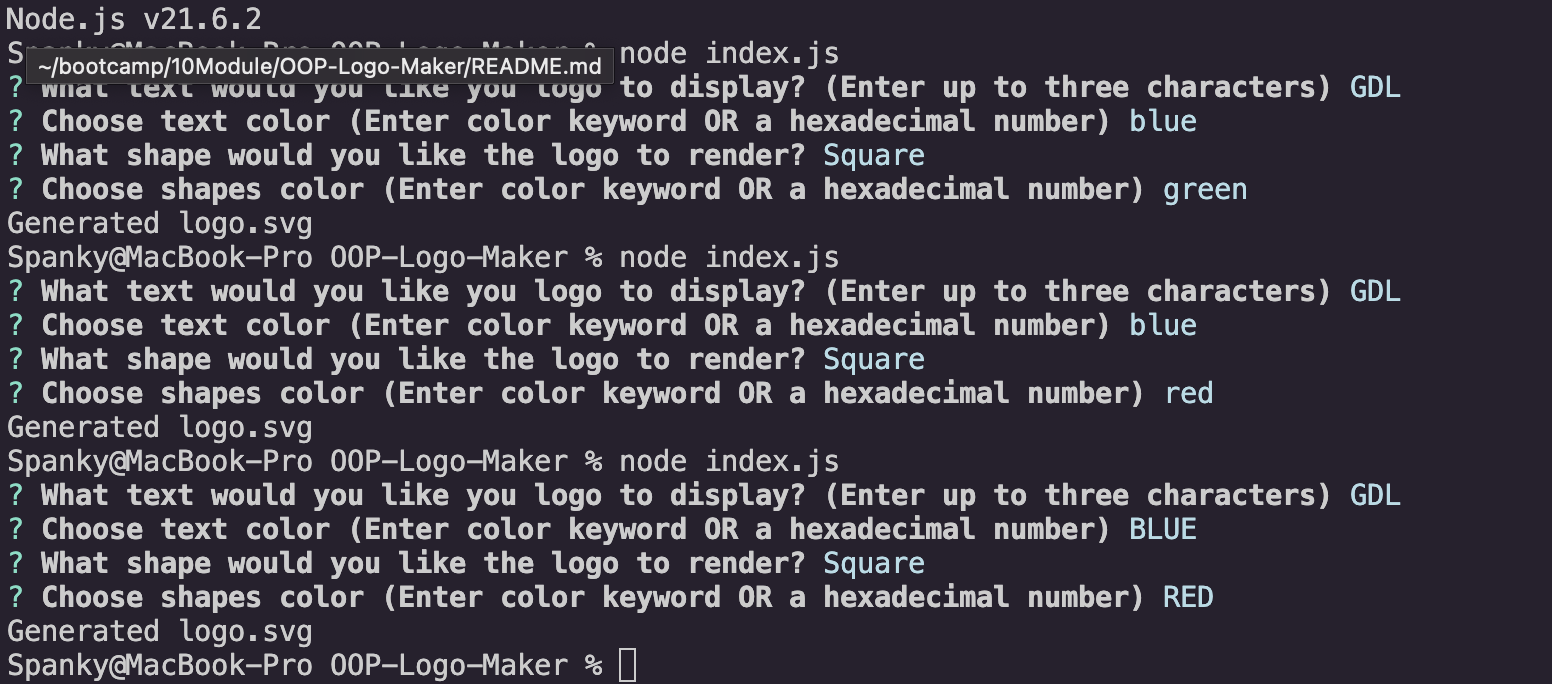 Node.js v21.6.2
Spanky@MacBook-Pro OOP-Logo-Maker % node index.js
~/bootcamp/10Module/OOP-Logo-Maker/README.md
? What text would you like you logo to display? (Enter up to three characters) GDL
? Choose text color (Enter color keyword OR a hexadecimal number) blue
? What shape would you like the logo to render? Square
? Choose shapes color (Enter color keyword OR a hexadecimal number) green
Generated logo.svg
Spanky@MacBook-Pro OOP-Logo-Maker % node index.js
? What text would you like you logo to display? (Enter up to three characters) GDL
? Choose text color (Enter color keyword OR a hexadecimal number) blue
? What shape would you like the logo to render? Square
? Choose shapes color (Enter color keyword OR a hexadecimal number) red
Generated logo.svg
Spanky@MacBook-Pro OOP-Logo-Maker % node index.js
? What text would you like you logo to display? (Enter up to three characters) GDL
? Choose text color (Enter color keyword OR a hexadecimal number) BLUE
? What shape would you like the logo to render? Square
? Choose shapes color (Enter color keyword OR a hexadecimal number) RED
Generated logo.svg
Spanky@MacBook-Pro OOP-Logo-Maker %